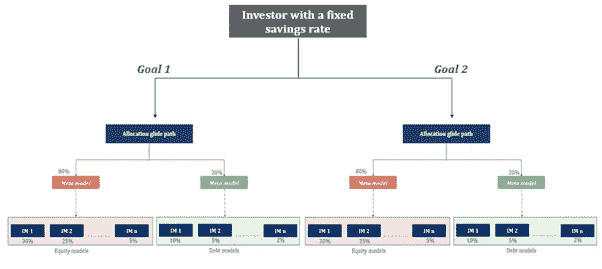 Investor with a fixed
savings rate
Goal 1
Goal 2
Allocation glide path
Allocation glide path
80%
20%
80%
20%
Meta model
Meta model
Meta model
Meta model
IM 1
IM 2
IM n
IM 1
IM 2
IM n
IM 1
IM 2
IM n
IM 1
IM 2
IM n
30%
25%
5%
10%
5%
2%
30%
25%
5%
10%
5%
2%
Equity models
Debt models
Equity models
Debt models